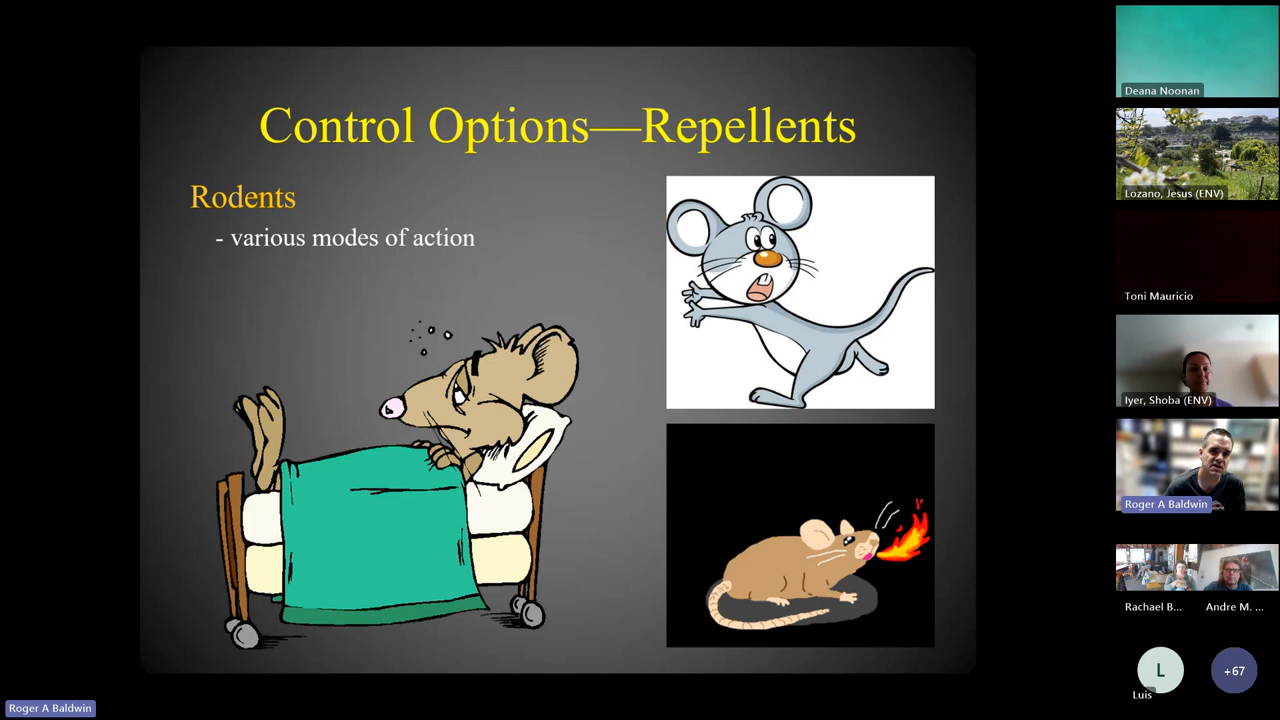 Control Options—Repellents
Rodents
- various modes of action
Deana Noonan
Lozano, Jesus (ENV)
Toni Mauricio
Iyer, Shoba (ENV)
Roger A Baldwin
Rachael B...
Andre M. ...
L
Luis
+67
Roger A Baldwin